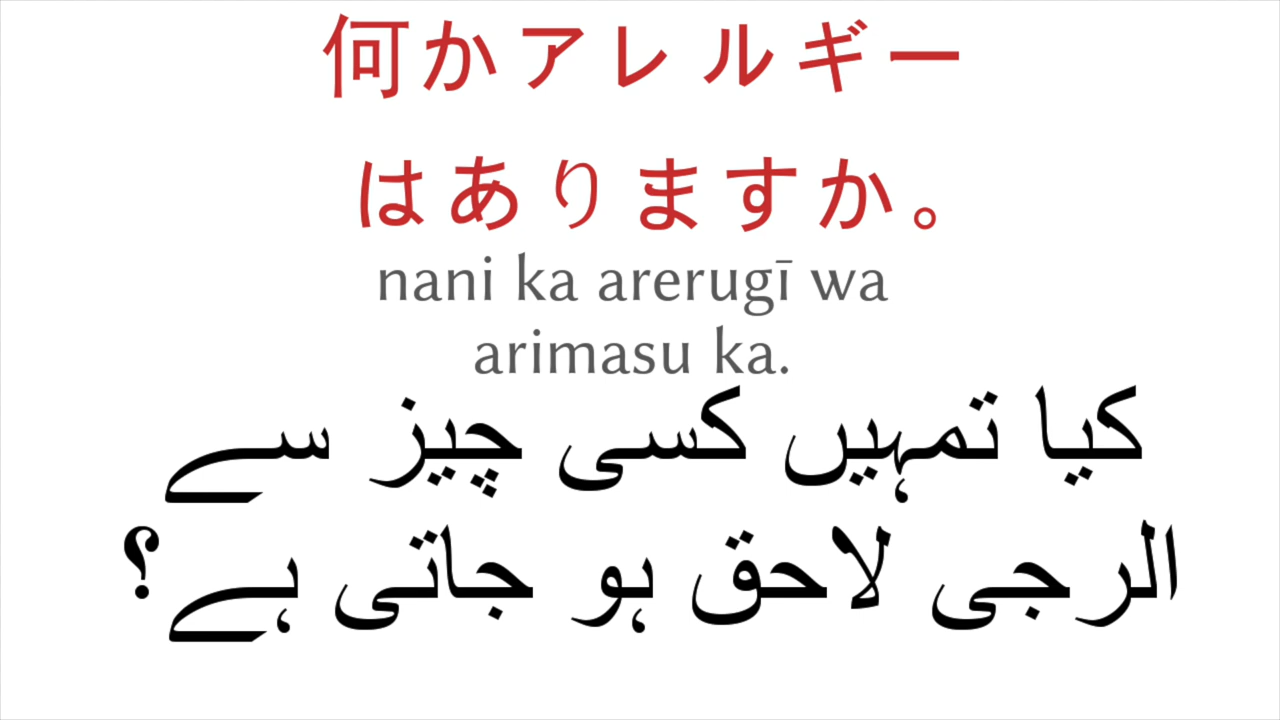 何かアレルギー
はありますか。
nani ka arerugī wa
arimasu ka.
کیا تمہیں کسی چیز سے
الرجی لاحق ہو جاتی ہے؟